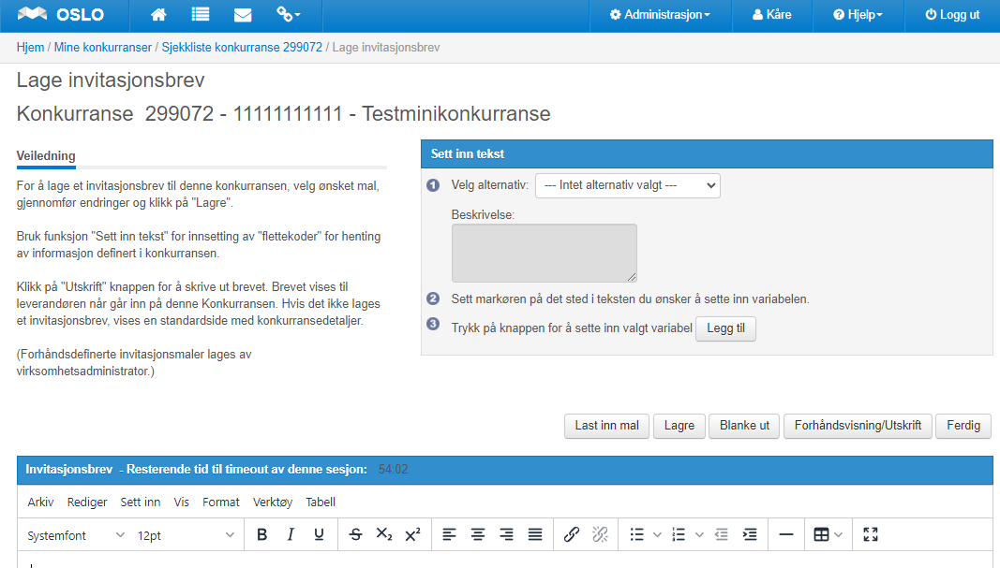 OSLO Administrasjon Kåre Hjelp Logg ut
Hjem / Mine konkurranser / Sjekkliste konkurranse 299072 / Lage invitasjonsbrev
Lage invitasjonsbrev
Konkurranse 299072 - 11111111111 - Testminikonkurranse
Veiledning
For å lage et invitasjonsbrev til denne konkurransen, velg ønsket mal,
gjennomfør endringer og klikk på "Lagre".
Bruk funksjon "Sett inn tekst" for innsetting av "flettekoder" for henting
av informasjon definert i konkurransen.
Klikk på "Utskrift" knappen for å skrive ut brevet. Brevet vises til
leverandøren når går inn på denne Konkurransen. Hvis det ikke lages
et invitasjonsbrev, vises en standardside med konkurransedetaljer.
(Forhåndsdefinerte invitasjonsmaler lages av
virksomhetsadministrator.)
Sett inn tekst
1 Velg alternativ: --- Intet alternativ valgt ---
Beskrivelse:
2 Sett markøren på det sted i teksten du ønsker å sette inn variabelen.
3 Trykk på knappen for å sette inn valgt variabel Legg til
Last inn mal Lagre Blanke ut Forhåndsvisning/Utskrift Ferdig
Invitasjonsbrev - Resterende tid til timeout av denne sesjon: 54:02
Arkiv Rediger Sett inn Vis Format Verktøy Tabell
Systemfont 12pt B I U S X₂ X²